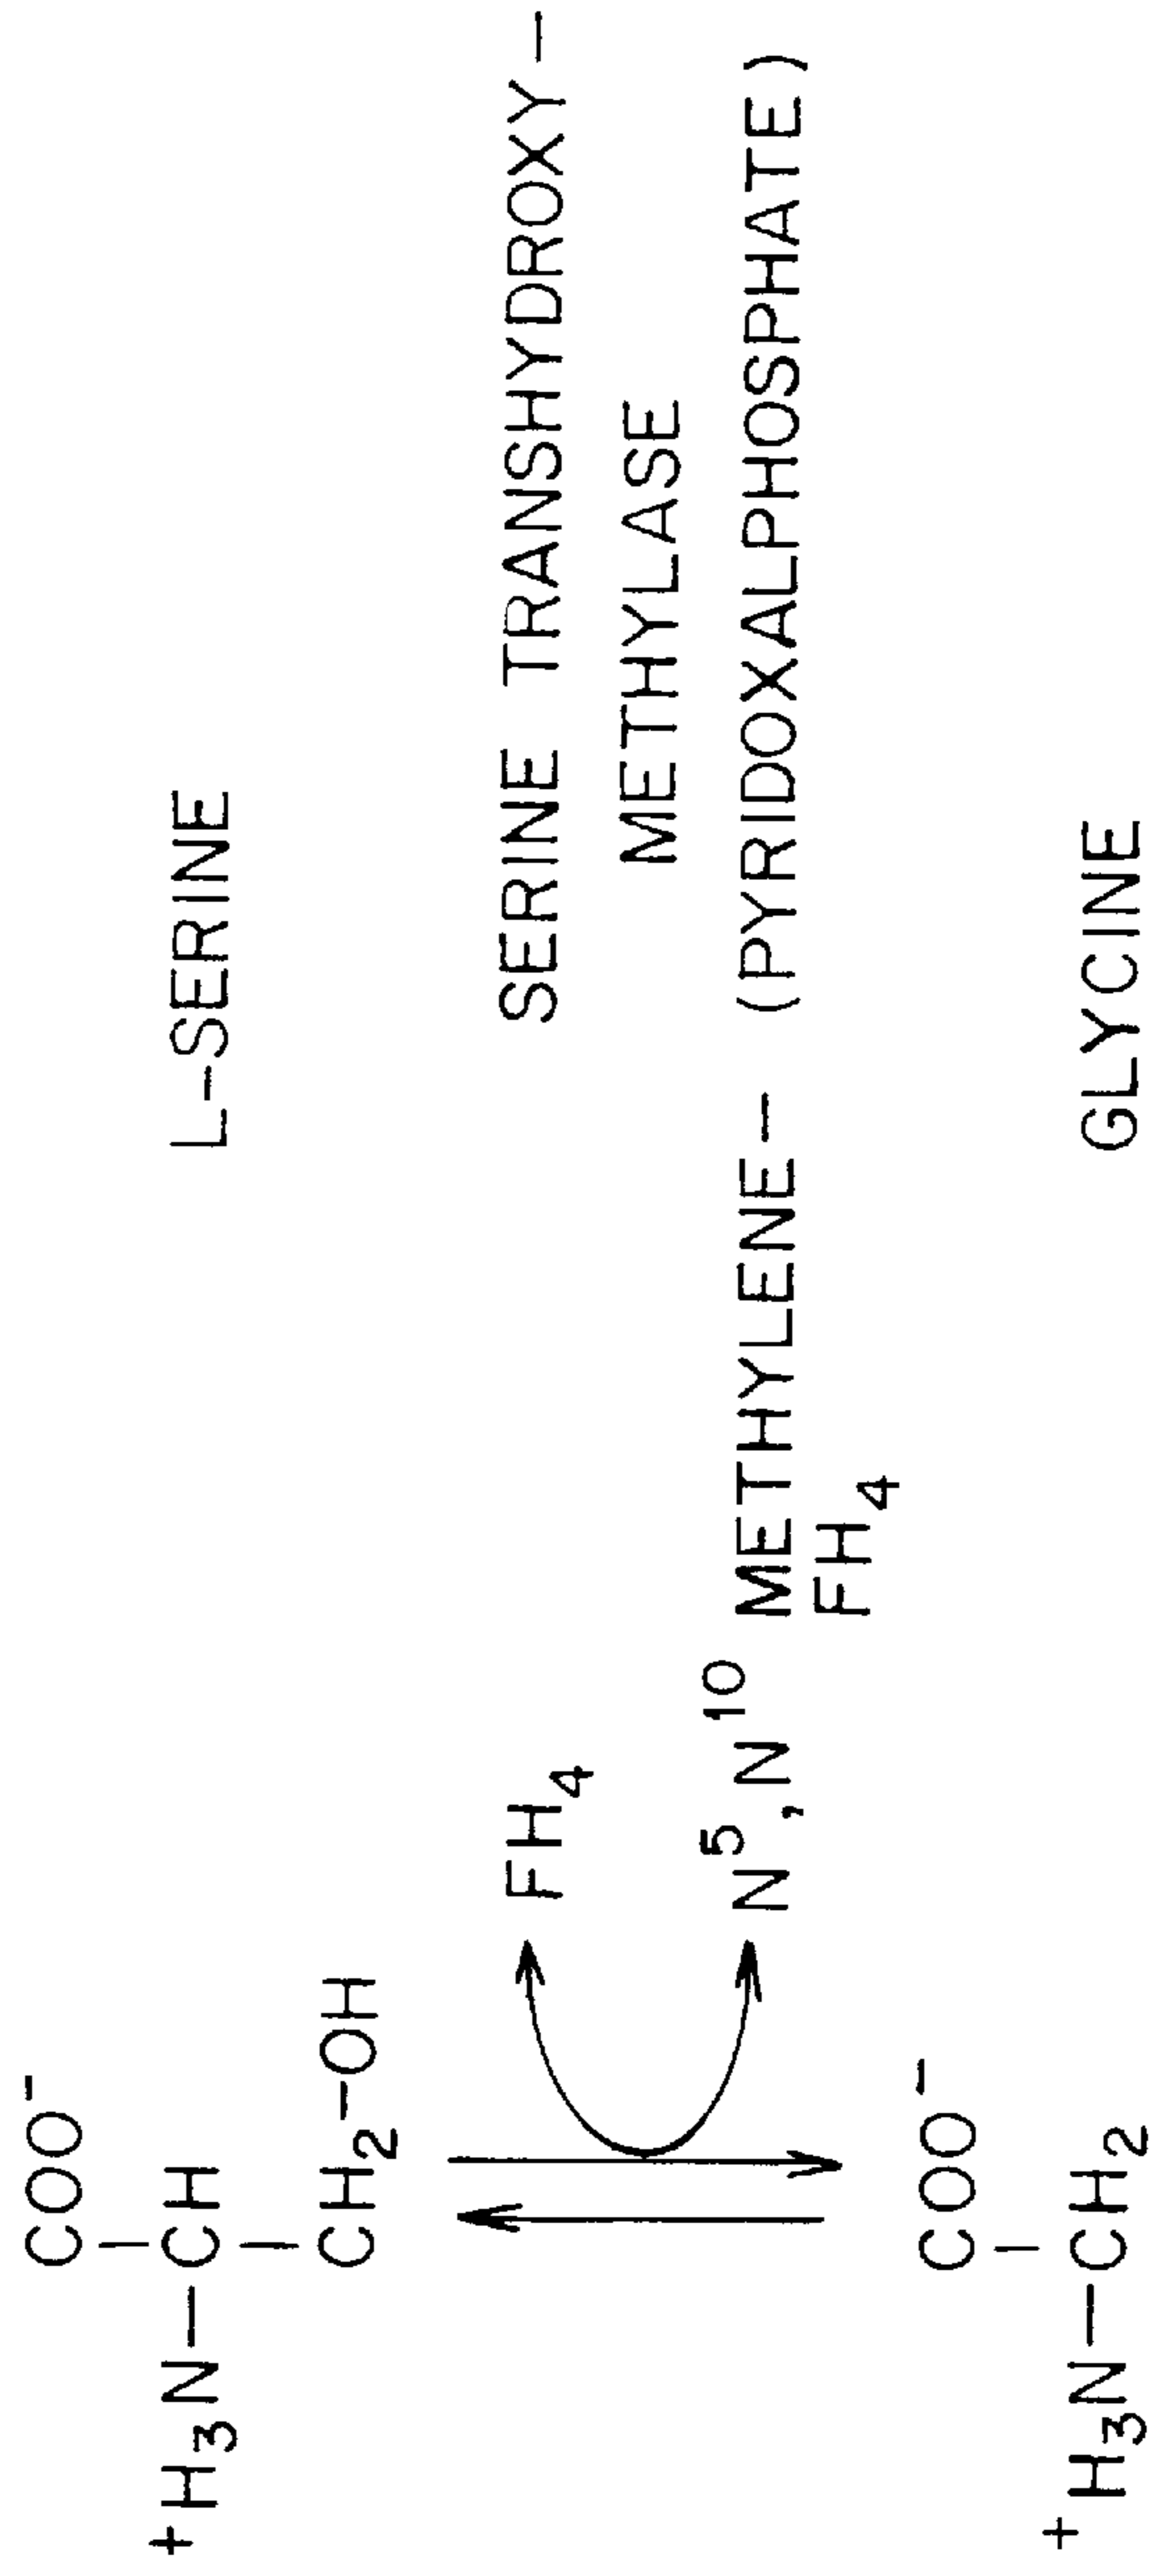 COO⁻
⁺H₃N–CH L-SERINE
CH₂–OH
FH₄ SERINE TRANSHYDROXY–
METHYLASE
N⁵,N¹⁰ METHYLENE– (PYRIDOXALPHOSPHATE)
FH₄
COO⁻
⁺H₃N–CH₂ GLYCINE